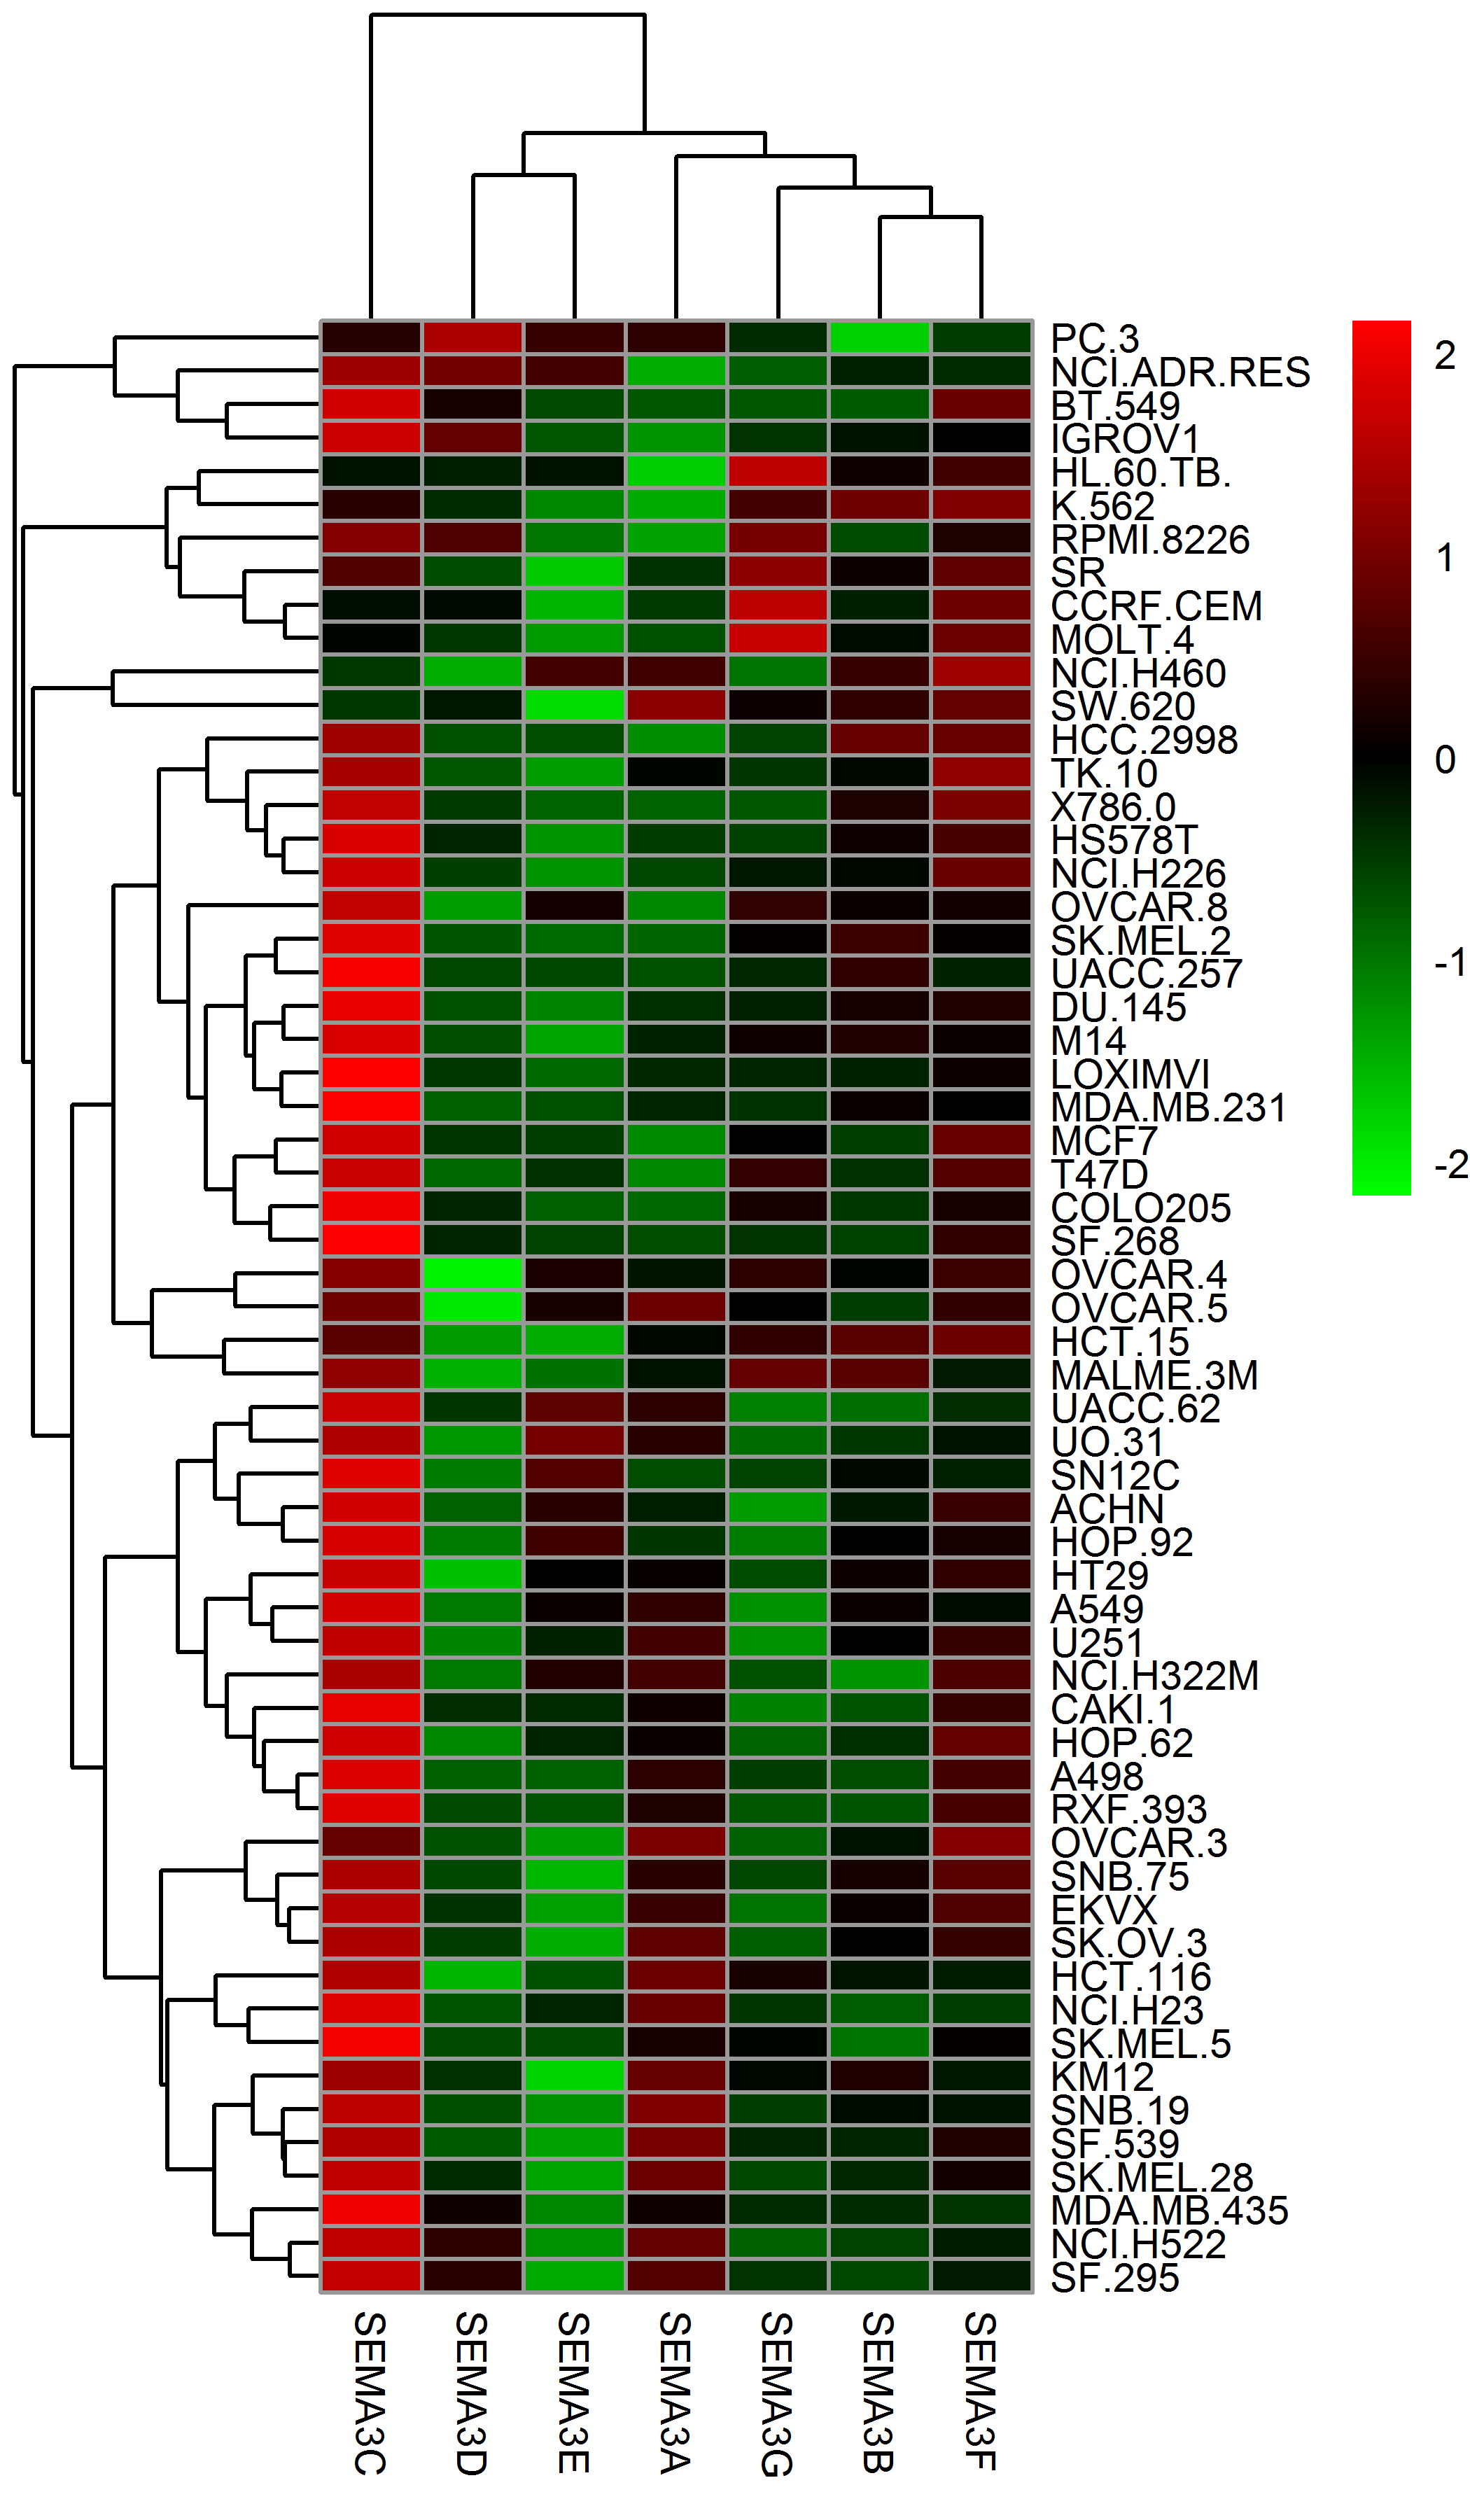 PC.3
NCI.ADR.RES
BT.549
IGROV1
HL.60.TB.
K.562
RPMI.8226
SR
CCRF.CEM
MOLT.4
NCI.H460
SW.620
HCC.2998
TK.10
X786.0
HS578T
NCI.H226
OVCAR.8
SK.MEL.2
UACC.257
DU.145
M14
LOXIMVI
MDA.MB.231
MCF7
T47D
COLO205
SF.268
OVCAR.4
OVCAR.5
HCT.15
MALME.3M
UACC.62
UO.31
SN12C
ACHN
HOP.92
HT29
A549
U251
NCI.H322M
CAKI.1
HOP.62
A498
RXF.393
OVCAR.3
SNB.75
EKVX
SK.OV.3
HCT.116
NCI.H23
SK.MEL.5
KM12
SNB.19
SF.539
SK.MEL.28
MDA.MB.435
NCI.H522
SF.295
2
1
0
-1
-2
SEMA3C
SEMA3D
SEMA3E
SEMA3A
SEMA3G
SEMA3B
SEMA3F